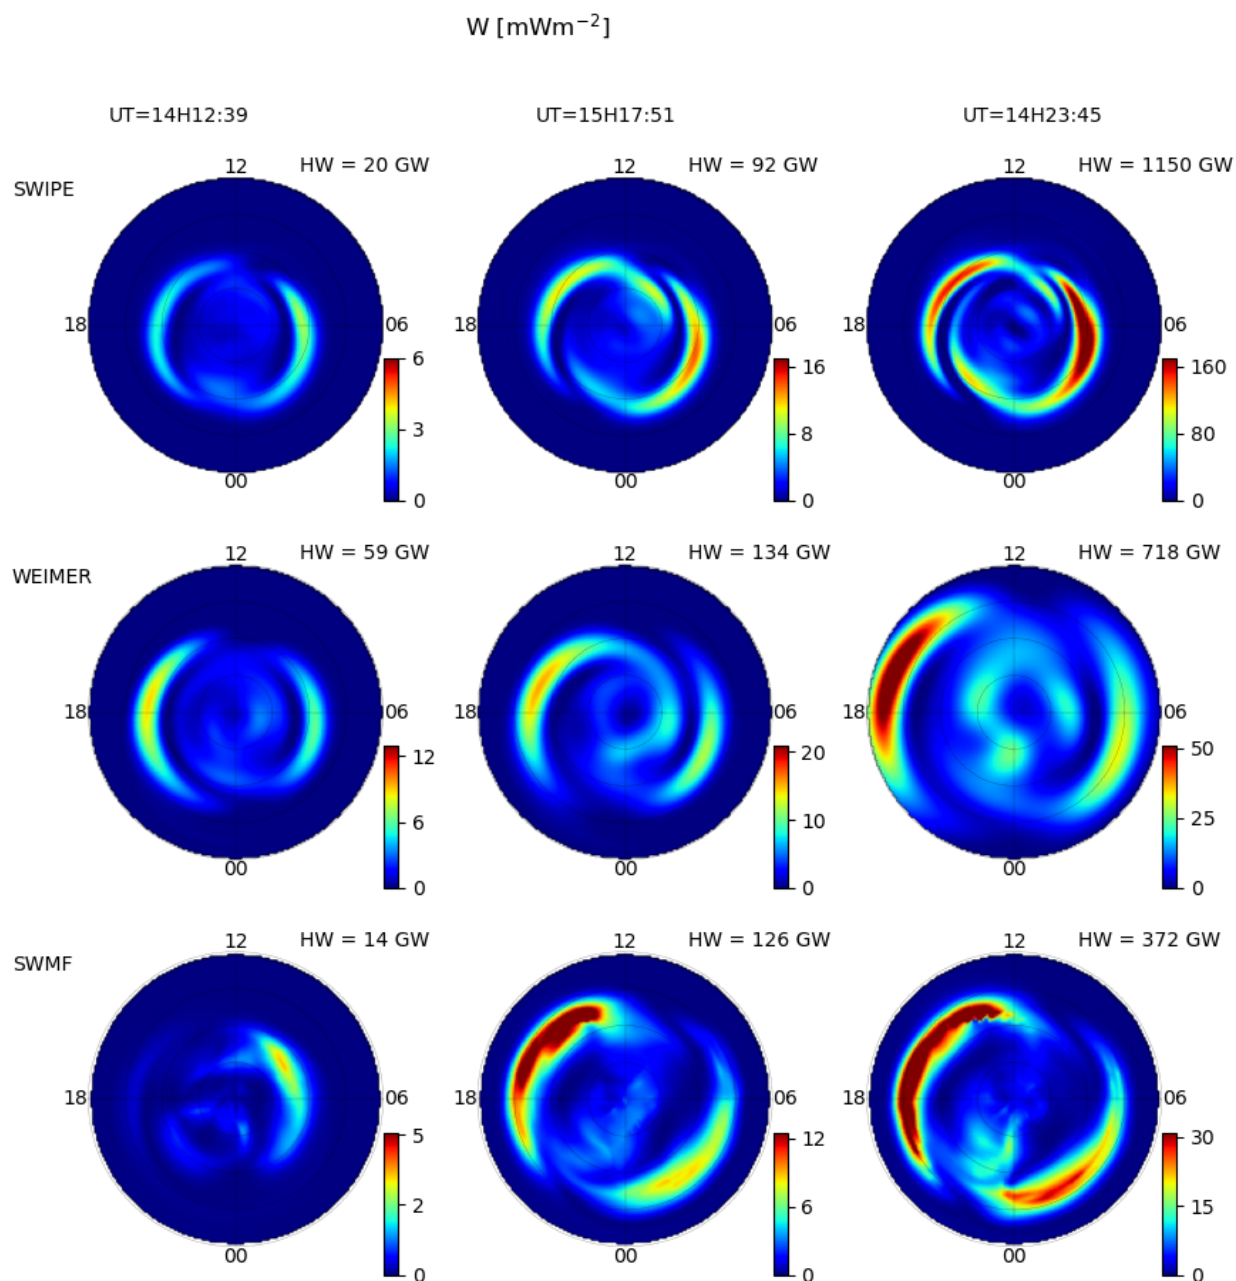 W [mWm⁻²]
UT=14H12:39 UT=15H17:51 UT=14H23:45
SWIPE 12 HW = 20 GW 12 HW = 92 GW 12 HW = 1150 GW
18 06 18 06 18 06
6 16 160
3 8 80
0 0 0
00 00 00
WEIMER 12 HW = 59 GW 12 HW = 134 GW 12 HW = 718 GW
18 06 18 06 18 06
12 20 50
6 10 25
0 0 0
00 00 00
SWMF 12 HW = 14 GW 12 HW = 126 GW 12 HW = 372 GW
18 06 18 06 18 06
5 12 30
2 6 15
0 0 0
00 00 00